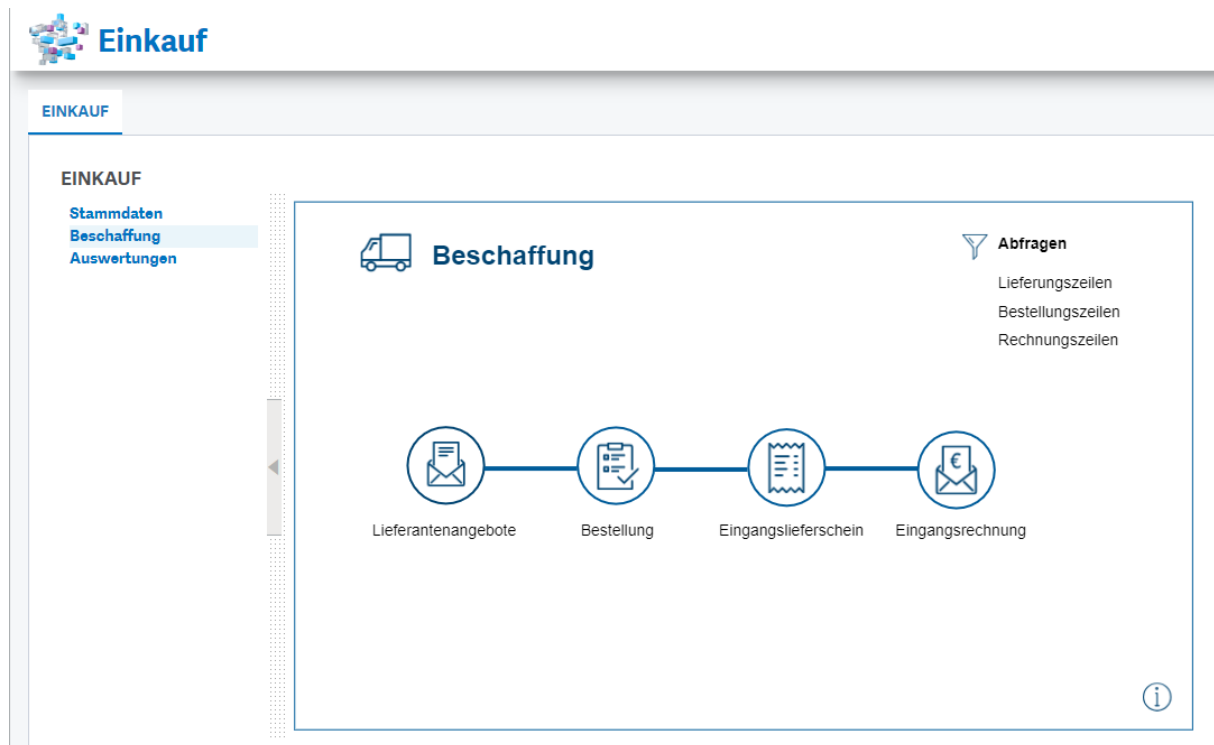 Einkauf
EINKAUF
EINKAUF
Stammdaten
Beschaffung
Auswertungen
Beschaffung
Abfragen
Lieferungszeilen
Bestellungszeilen
Rechnungszeilen
€
Lieferantenangebote Bestellung Eingangslieferschein Eingangsrechnung
i